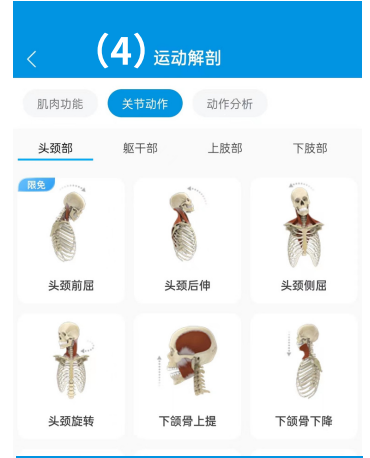 （4）运动解剖
肌肉功能 关节动作 动作分析
头颈部 躯干部 上肢部 下肢部
限免
头颈前屈 头颈后伸 头颈侧屈
头颈旋转 下颌骨上提 下颌骨下降